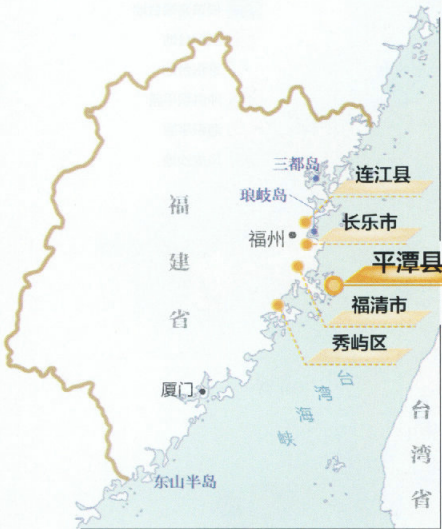 三都岛
连江县
琅岐岛
长乐市
福州
平潭县
福建省
福清市
秀屿区
厦门
台湾海峡
台湾省
东山半岛